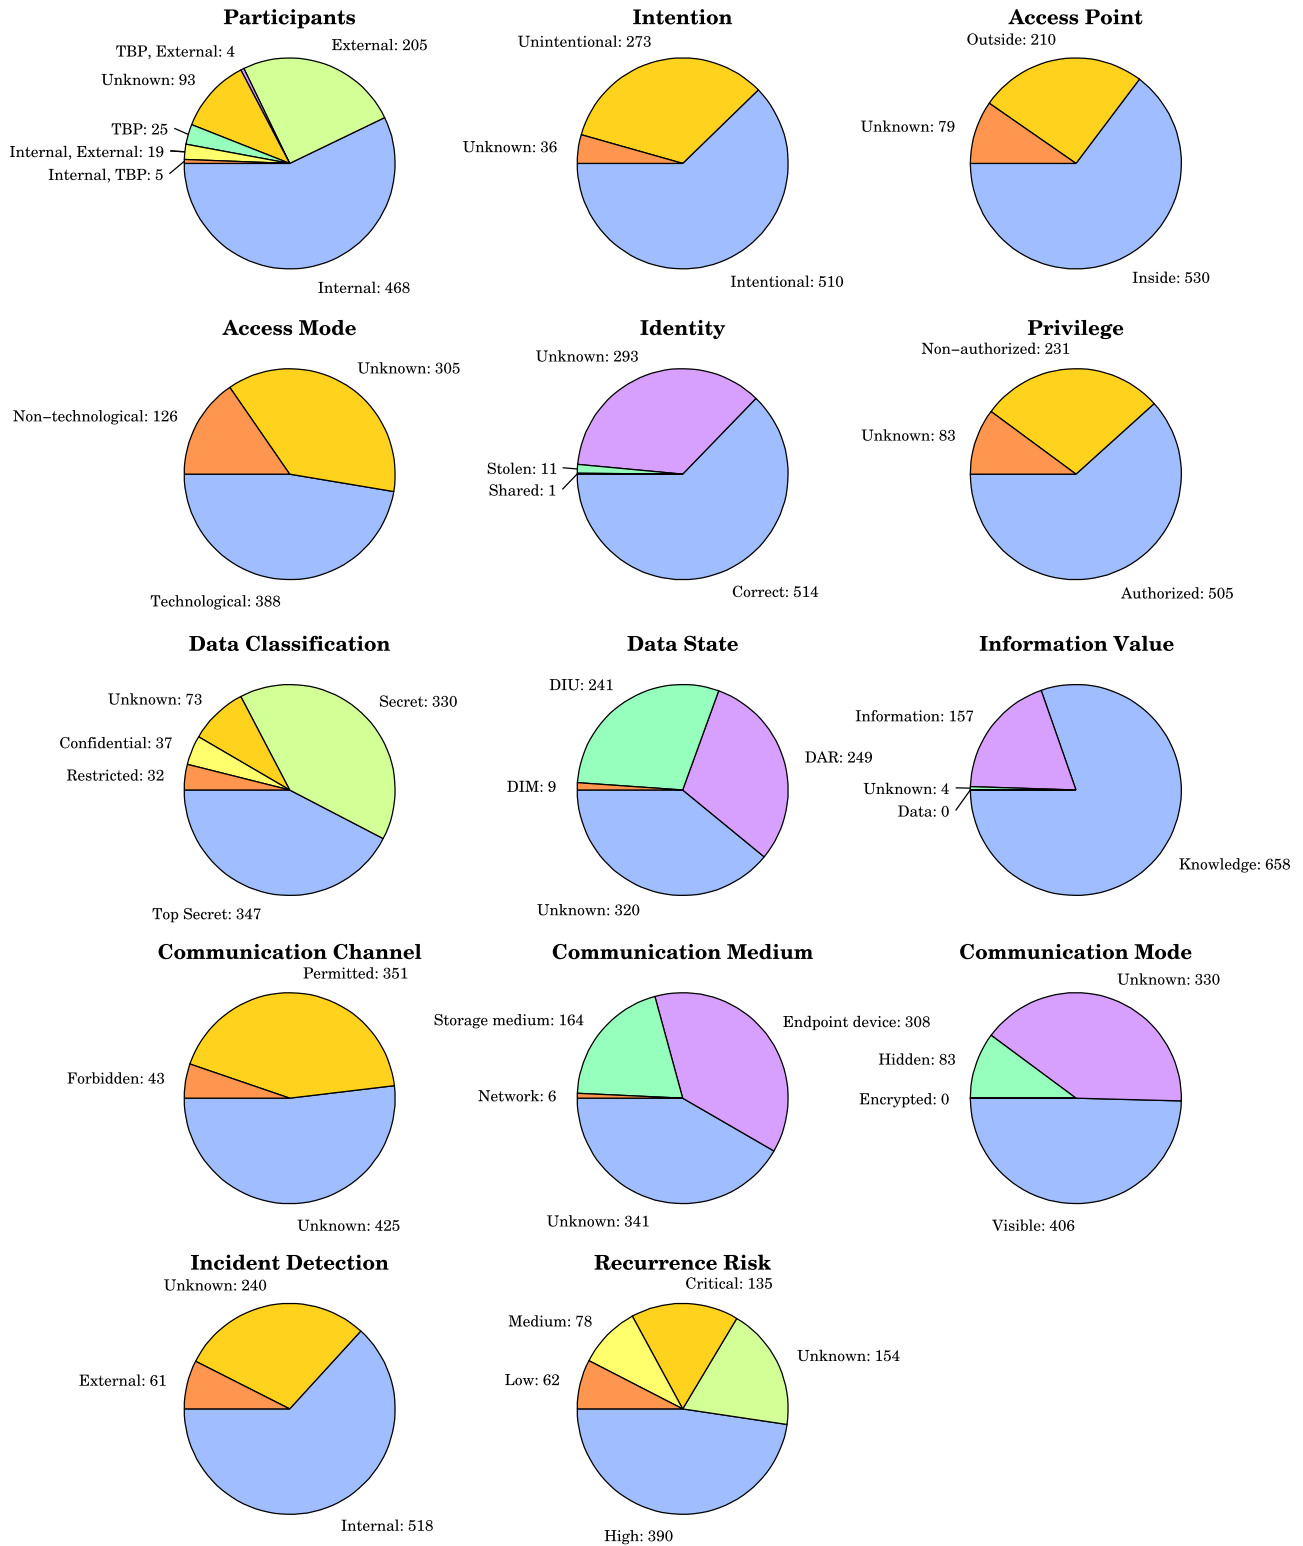 Participants
TBP, External: 4
External: 205
Unknown: 93
TBP: 25
Internal, External: 19
Internal, TBP: 5
Internal: 468
Intention
Unintentional: 273
Unknown: 36
Intentional: 510
Access Point
Outside: 210
Unknown: 79
Inside: 530
Access Mode
Unknown: 305
Non−technological: 126
Technological: 388
Identity
Unknown: 293
Stolen: 11
Shared: 1
Correct: 514
Privilege
Non−authorized: 231
Unknown: 83
Authorized: 505
Data Classification
Unknown: 73
Secret: 330
Confidential: 37
Restricted: 32
Top Secret: 347
Data State
DIU: 241
DAR: 249
DIM: 9
Unknown: 320
Information Value
Information: 157
Unknown: 4
Data: 0
Knowledge: 658
Communication Channel
Permitted: 351
Forbidden: 43
Unknown: 425
Communication Medium
Storage medium: 164
Endpoint device: 308
Network: 6
Unknown: 341
Communication Mode
Unknown: 330
Hidden: 83
Encrypted: 0
Visible: 406
Incident Detection
Unknown: 240
External: 61
Internal: 518
Recurrence Risk
Critical: 135
Medium: 78
Unknown: 154
Low: 62
High: 390